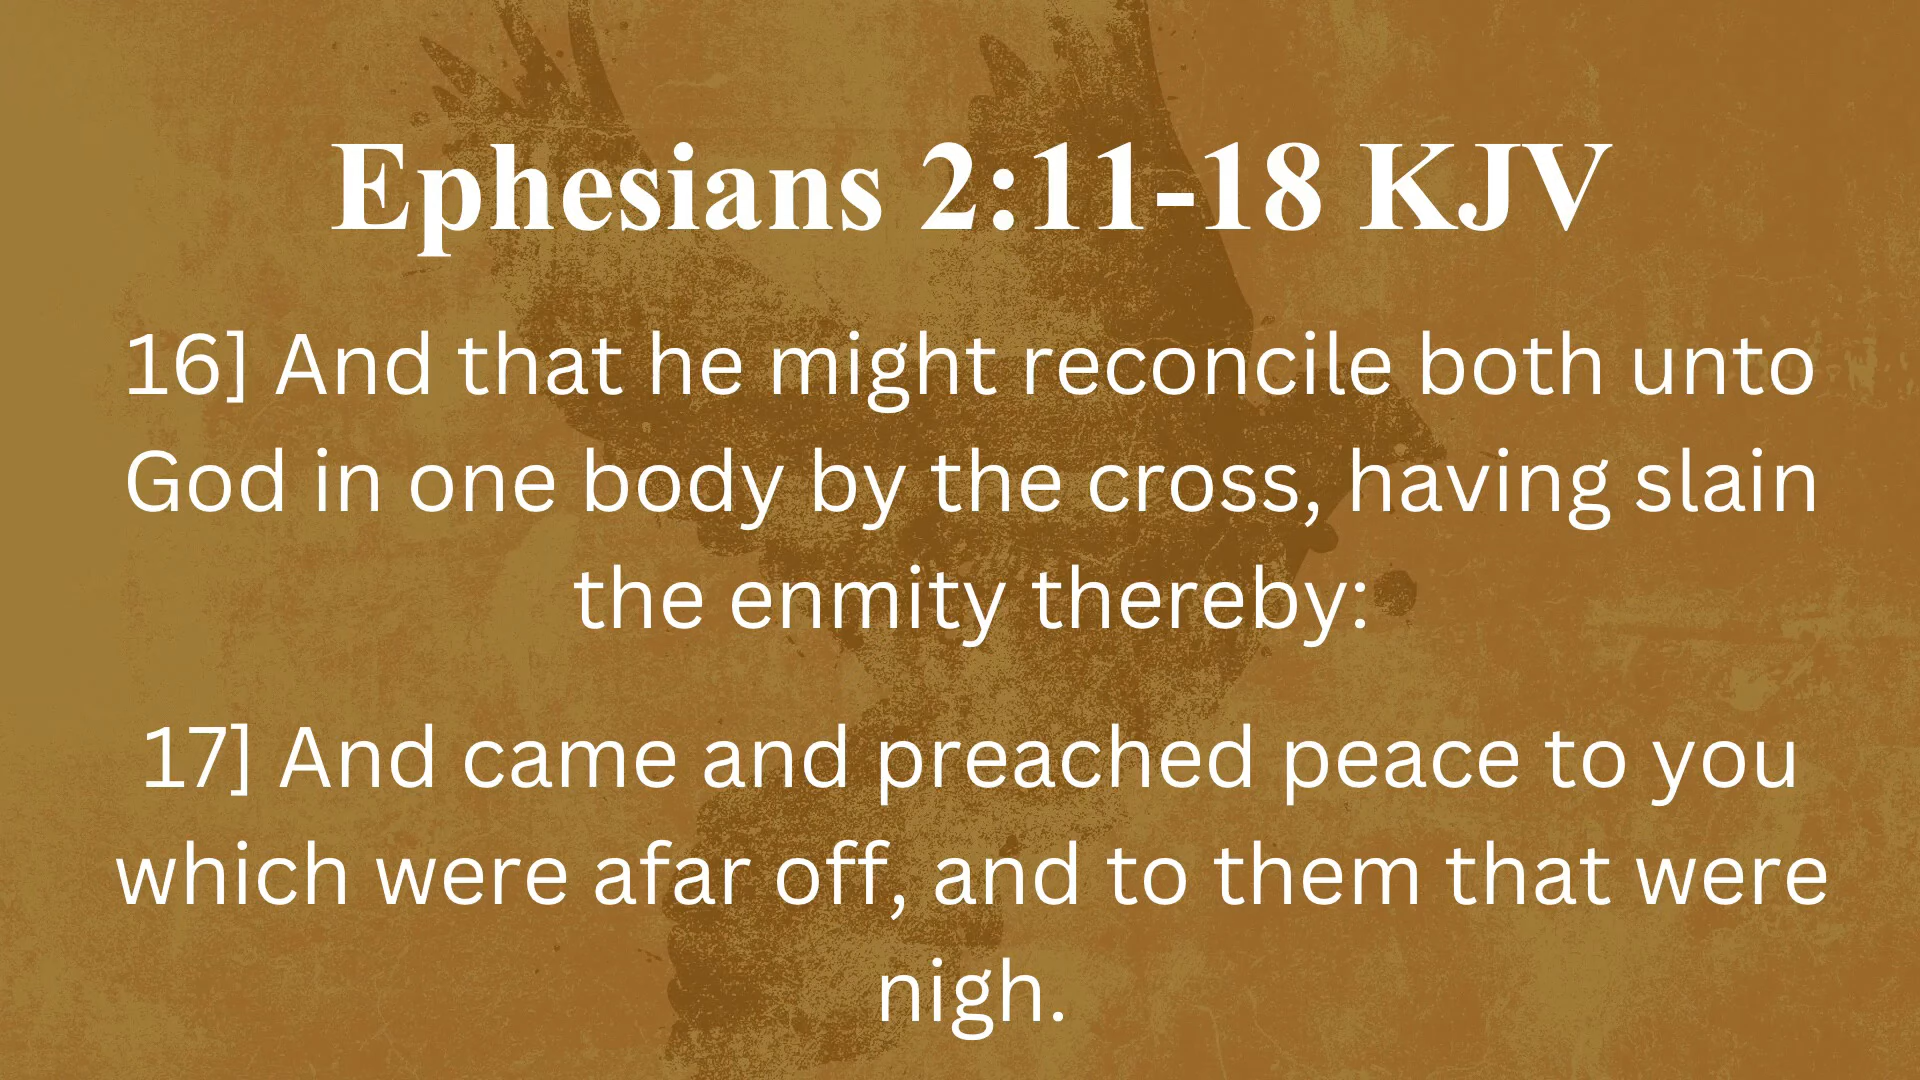 Ephesians 2:11-18 KJV
16] And that he might reconcile both unto
God in one body by the cross, having slain
the enmity thereby:
17] And came and preached peace to you
which were afar off, and to them that were
nigh.